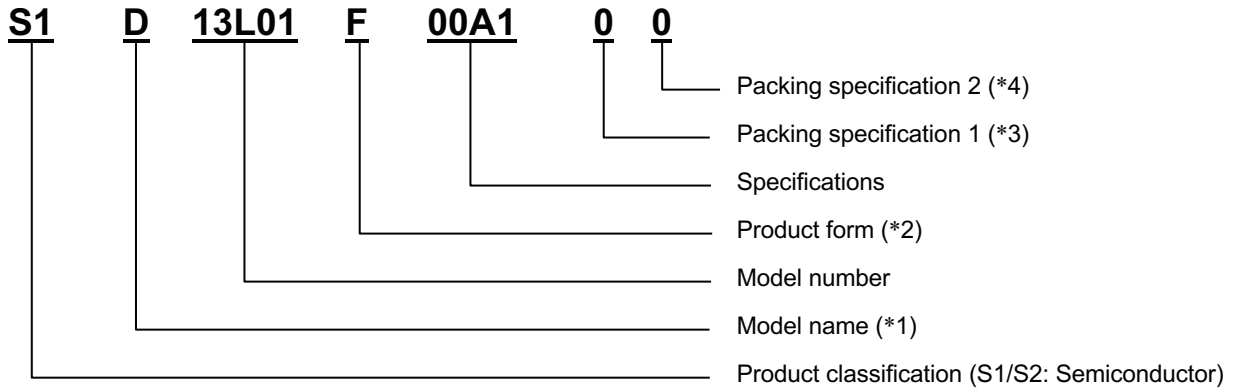 S1 D 13L01 F 00A1 0 0
Packing specification 2 (*4)
Packing specification 1 (*3)
Specifications
Product form (*2)
Model number
Model name (*1)
Product classification (S1/S2: Semiconductor)